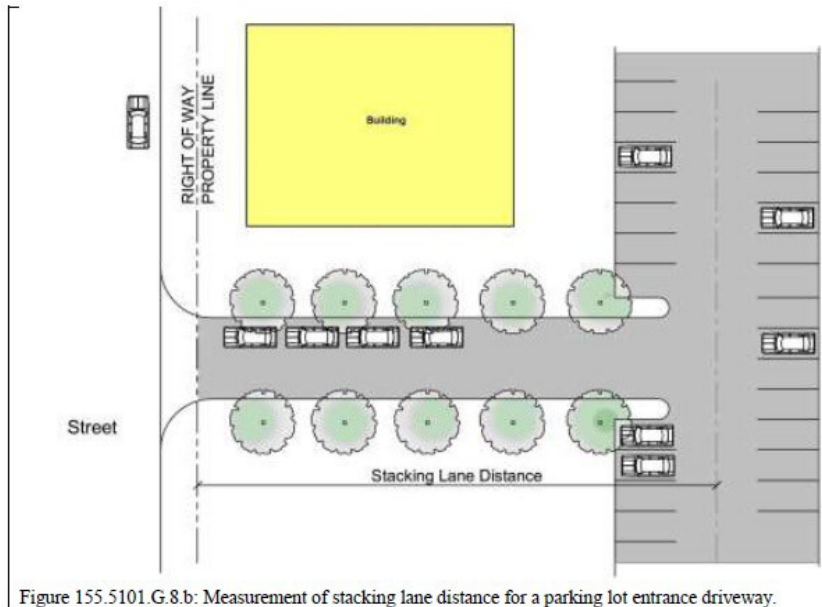 RIGHT OF WAY
PROPERTY LINE
Building
Street
Stacking Lane Distance
Figure 155.5101.G.8.b: Measurement of stacking lane distance for a parking lot entrance driveway.